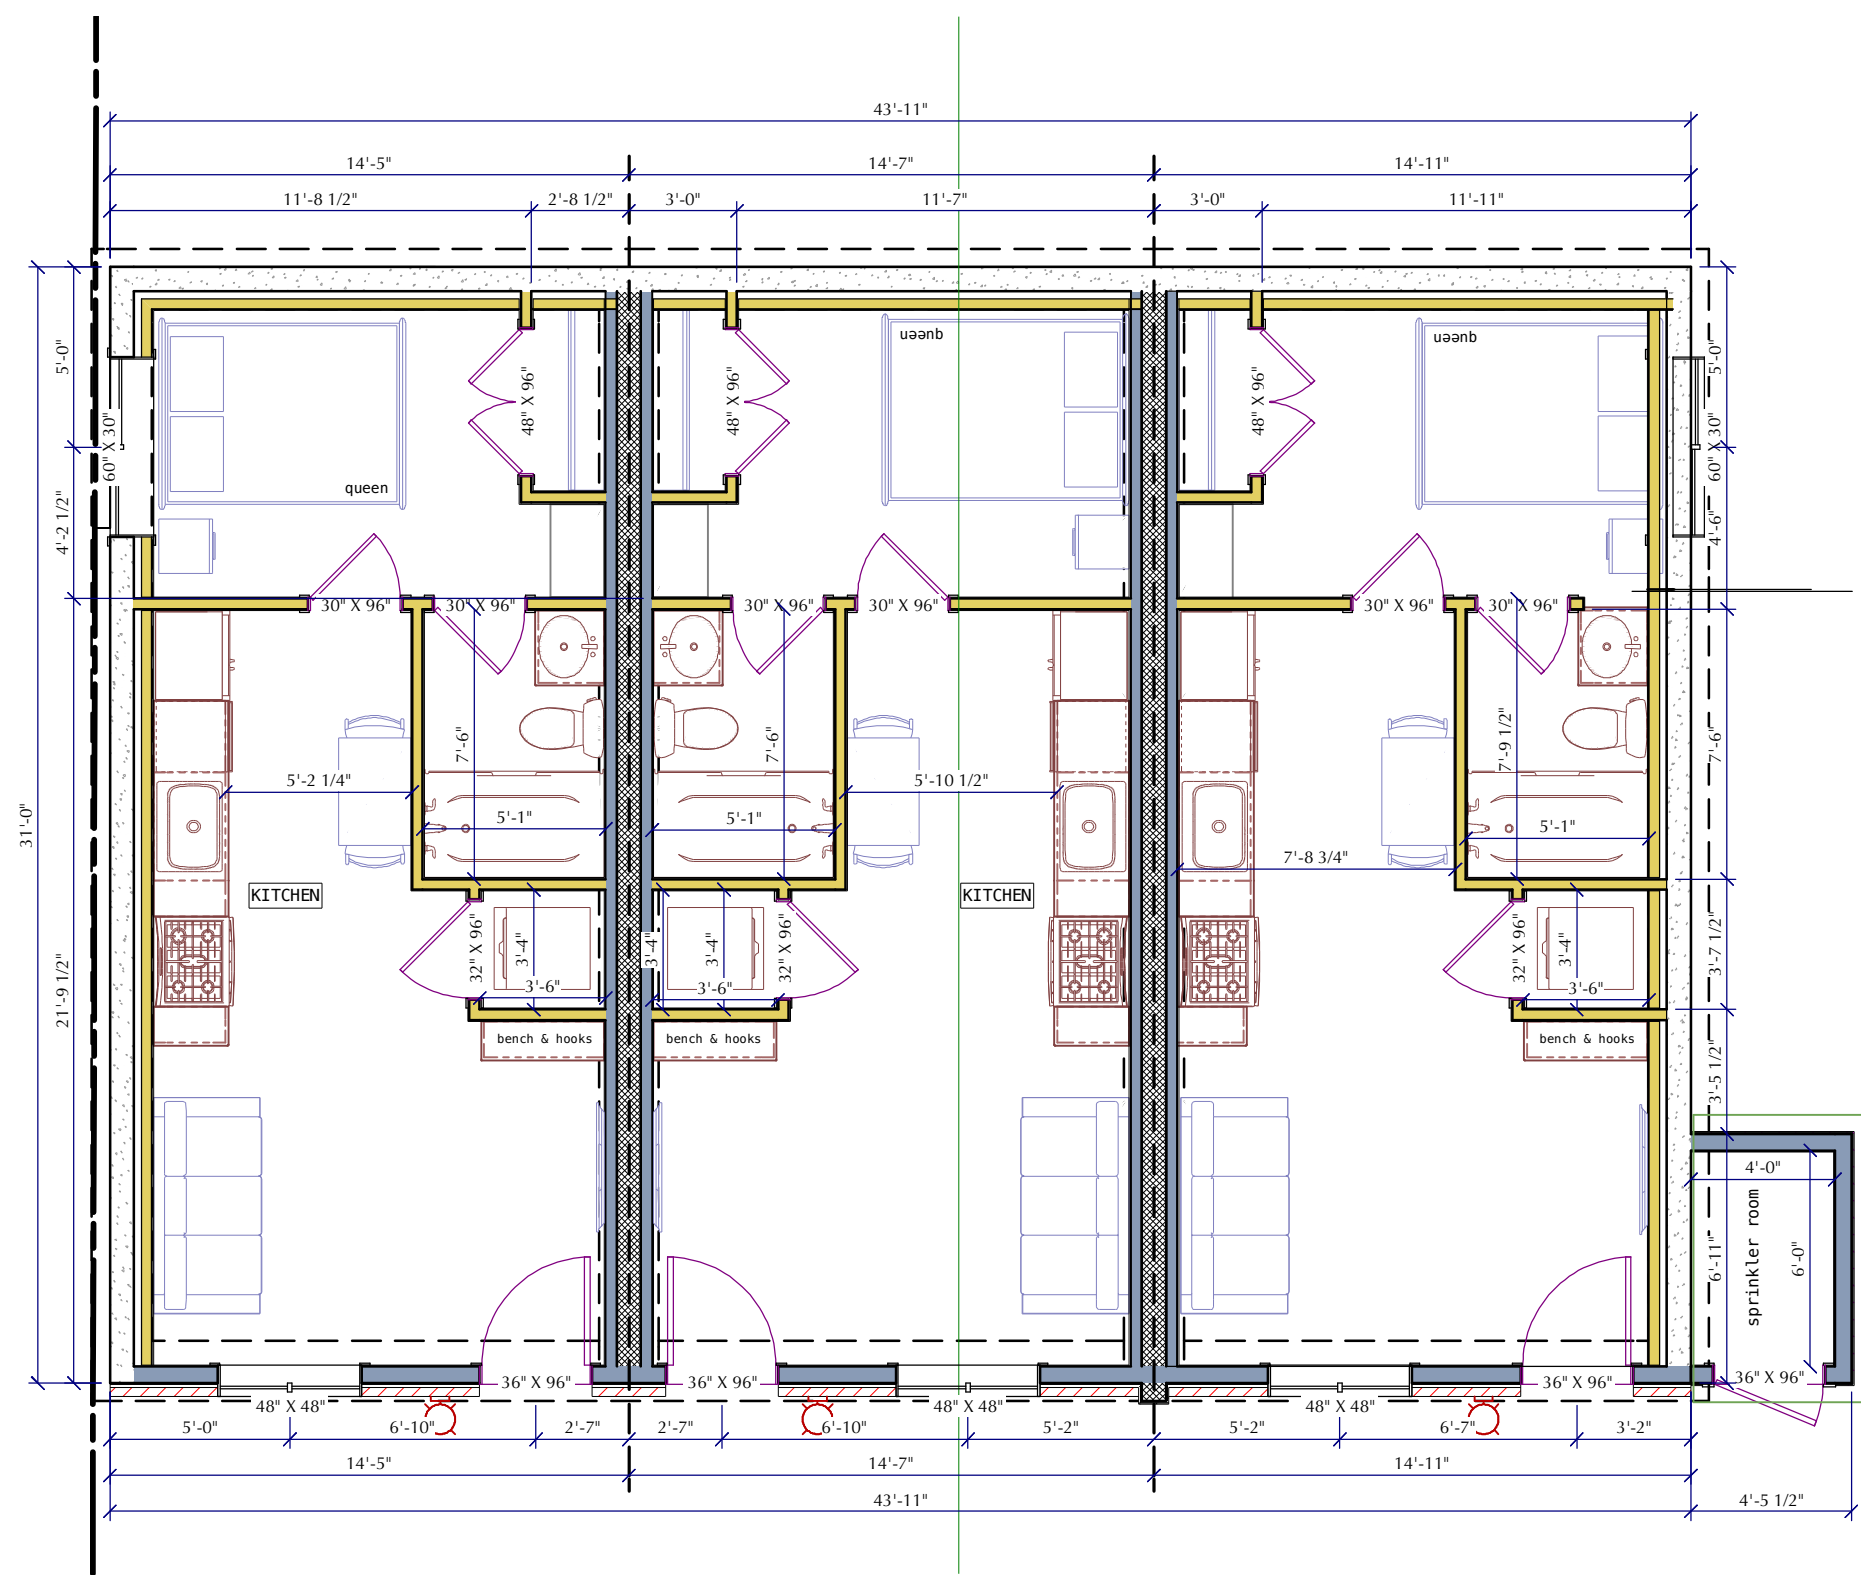 43'-11"
14'-5"
14'-7"
14'-11"
11'-8 1/2"
2'-8 1/2"
3'-0"
11'-7"
3'-0"
11'-11"
queen
queen
queen
5'-0"
48" X 96"
48" X 96"
48" X 96"
5'-0"
60" X 30"
60" X 30"
4'-2 1/2"
4'-6"
30" X 96"
30" X 96"
30" X 96"
30" X 96"
30" X 96"
30" X 96"
7'-6"
7'-6"
7'-9 1/2"
7'-6"
5'-2 1/4"
5'-10 1/2"
5'-1"
5'-1"
5'-1"
31'-0"
7'-8 3/4"
KITCHEN
KITCHEN
32" X 96"
3'-4"
3'-4"
3'-4"
32" X 96"
32" X 96"
3'-4"
3'-7 1/2"
21'-9 1/2"
3'-6"
3'-6"
3'-6"
bench & hooks
bench & hooks
bench & hooks
3'-5 1/2"
4'-0"
sprinkler room
6'-11"
6'-0"
36" X 96"
36" X 96"
36" X 96"
36" X 96"
48" X 48"
48" X 48"
48" X 48"
5'-0"
6'-10"
2'-7"
2'-7"
6'-10"
5'-2"
5'-2"
6'-7"
3'-2"
14'-5"
14'-7"
14'-11"
43'-11"
4'-5 1/2"